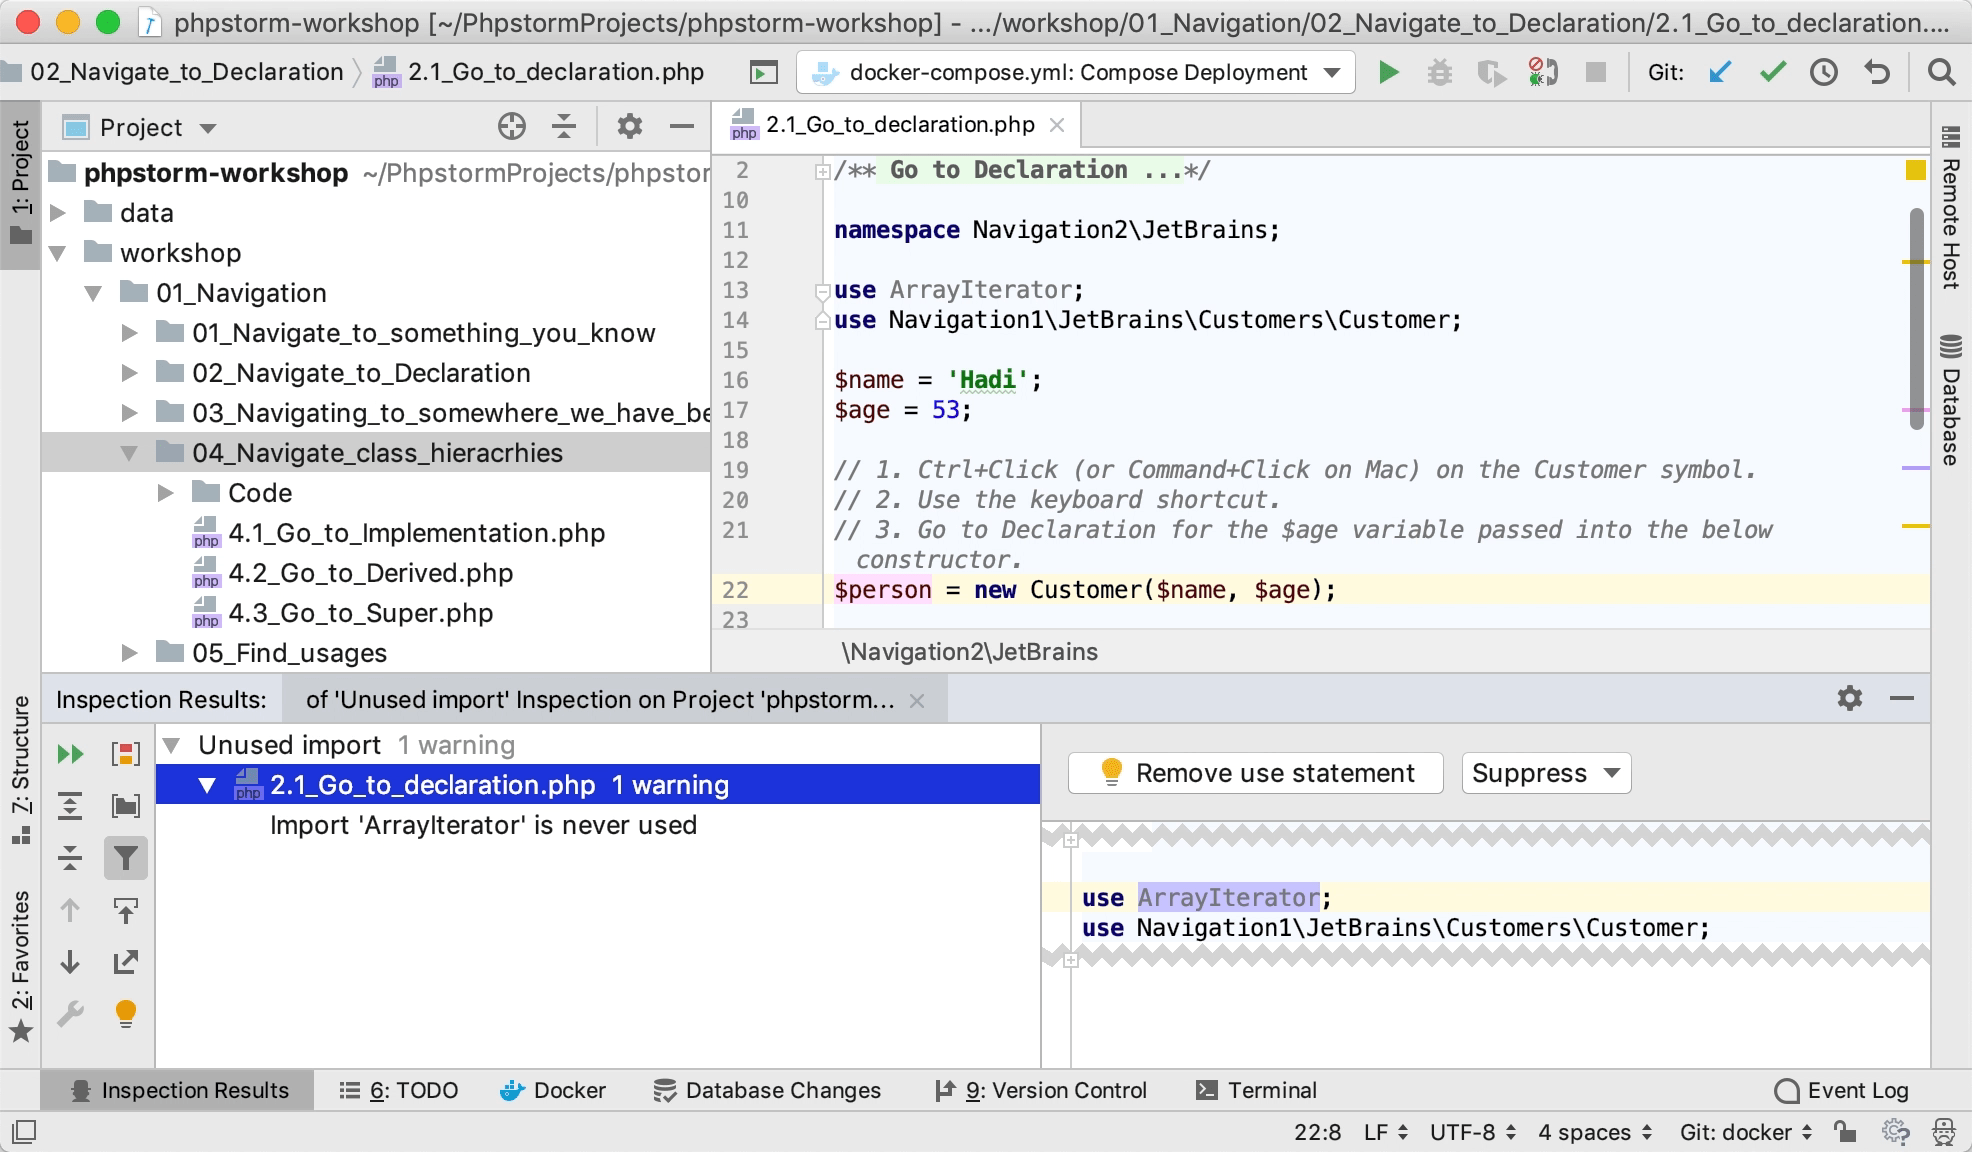 phpstorm-workshop [~/PhpstormProjects/phpstorm-workshop] - .../workshop/01_Navigation/02_Navigate_to_Declaration/2.1_Go_to_declaration....
02_Navigate_to_Declaration
php 2.1_Go_to_declaration.php
docker-compose.yml: Compose Deployment
Git:
1: Project
Project
phpstorm-workshop ~/PhpstormProjects/phpstor
data
workshop
01_Navigation
01_Navigate_to_something_you_know
02_Navigate_to_Declaration
03_Navigating_to_somewhere_we_have_be
04_Navigate_class_hieracrhies
Code
php 4.1_Go_to_Implementation.php
php 4.2_Go_to_Derived.php
php 4.3_Go_to_Super.php
05_Find_usages
php 2.1_Go_to_declaration.php
2 /** Go to Declaration ...*/
10
11 namespace Navigation2\JetBrains;
12
13 use ArrayIterator;
14 use Navigation1\JetBrains\Customers\Customer;
15
16 $name = 'Hadi';
17 $age = 53;
18
19 // 1. Ctrl+Click (or Command+Click on Mac) on the Customer symbol.
20 // 2. Use the keyboard shortcut.
21 // 3. Go to Declaration for the $age variable passed into the below
constructor.
22 $person = new Customer($name, $age);
23
\Navigation2\JetBrains
Remote Host
Database
7: Structure
2: Favorites
Inspection Results:
of 'Unused import' Inspection on Project 'phpstorm...
Unused import 1 warning
php 2.1_Go_to_declaration.php 1 warning
Import 'ArrayIterator' is never used
Remove use statement
Suppress
use ArrayIterator;
use Navigation1\JetBrains\Customers\Customer;
Inspection Results
6: TODO
Docker
Database Changes
9: Version Control
Terminal
Event Log
22:8
LF
UTF-8
4 spaces
Git: docker